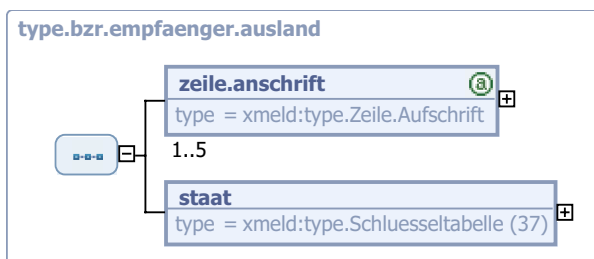 type.bzr.empfaenger.ausland
zeile.anschrift
type = xmeld:type.Zeile.Aufschrift
1..5
staat
type = xmeld:type.Schluesseltabelle (37)